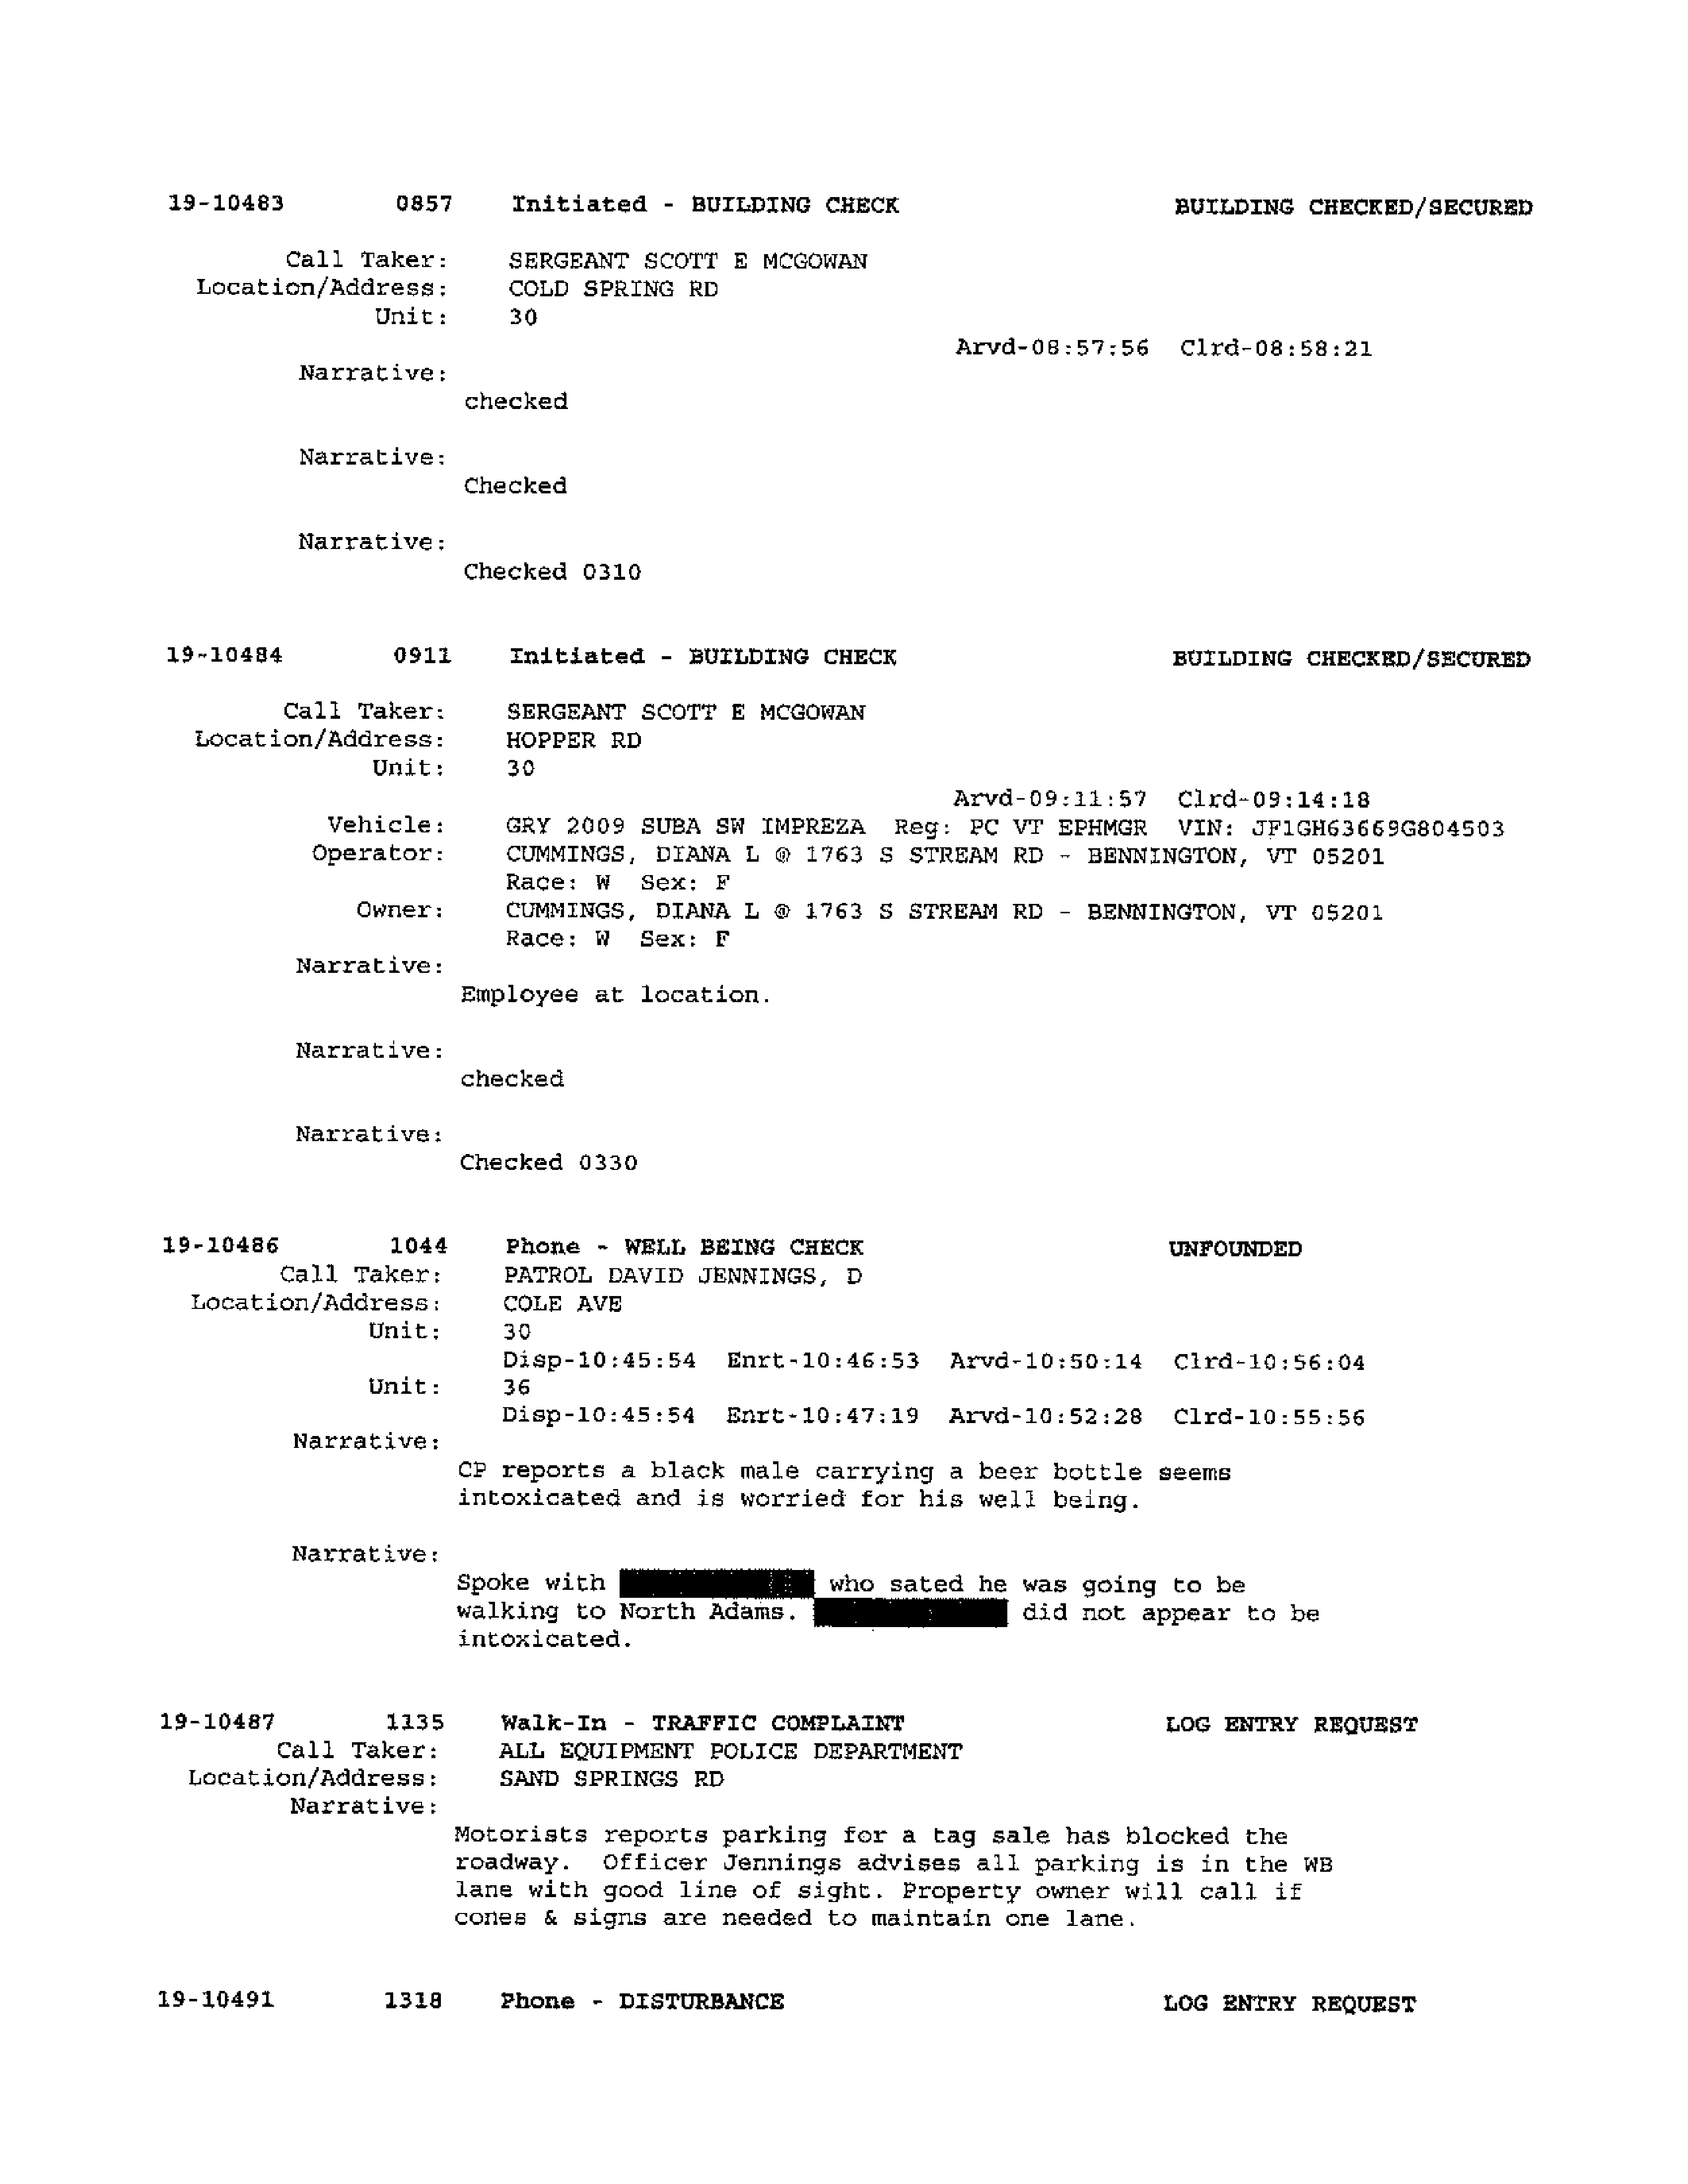 19-10483 0857 Initiated - BUILDING CHECK BUILDING CHECKED/SECURED
Call Taker: SERGEANT SCOTT E MCGOWAN
Location/Address: COLD SPRING RD
Unit: 30
Arvd-08:57:56 Clrd-08:58:21
Narrative:
checked
Narrative:
Checked
Narrative:
Checked 0310
19-10484 0911 Initiated - BUILDING CHECK BUILDING CHECKED/SECURED
Call Taker: SERGEANT SCOTT E MCGOWAN
Location/Address: HOPPER RD
Unit: 30
Arvd-09:11:57 Clrd-09:14:18
Vehicle: GRY 2009 SUBA SW IMPREZA Reg: PC VT EPHMGR VIN: JF1GH63669G804503
Operator: CUMMINGS, DIANA L @ 1763 S STREAM RD - BENNINGTON, VT 05201
Race: W Sex: F
Owner: CUMMINGS, DIANA L @ 1763 S STREAM RD - BENNINGTON, VT 05201
Race: W Sex: F
Narrative:
Employee at location.
Narrative:
checked
Narrative:
Checked 0330
19-10486 1044 Phone - WELL BEING CHECK UNFOUNDED
Call Taker: PATROL DAVID JENNINGS, D
Location/Address: COLE AVE
Unit: 30
Disp-10:45:54 Enrt-10:46:53 Arvd-10:50:14 Clrd-10:56:04
Unit: 36
Disp-10:45:54 Enrt-10:47:19 Arvd-10:52:28 Clrd-10:55:56
Narrative:
CP reports a black male carrying a beer bottle seems
intoxicated and is worried for his well being.
Narrative:
Spoke with who sated he was going to be
walking to North Adams. did not appear to be
intoxicated.
19-10487 1135 Walk-In - TRAFFIC COMPLAINT LOG ENTRY REQUEST
Call Taker: ALL EQUIPMENT POLICE DEPARTMENT
Location/Address: SAND SPRINGS RD
Narrative:
Motorists reports parking for a tag sale has blocked the
roadway. Officer Jennings advises all parking is in the WB
lane with good line of sight. Property owner will call if
cones & signs are needed to maintain one lane.
19-10491 1318 Phone - DISTURBANCE LOG ENTRY REQUEST